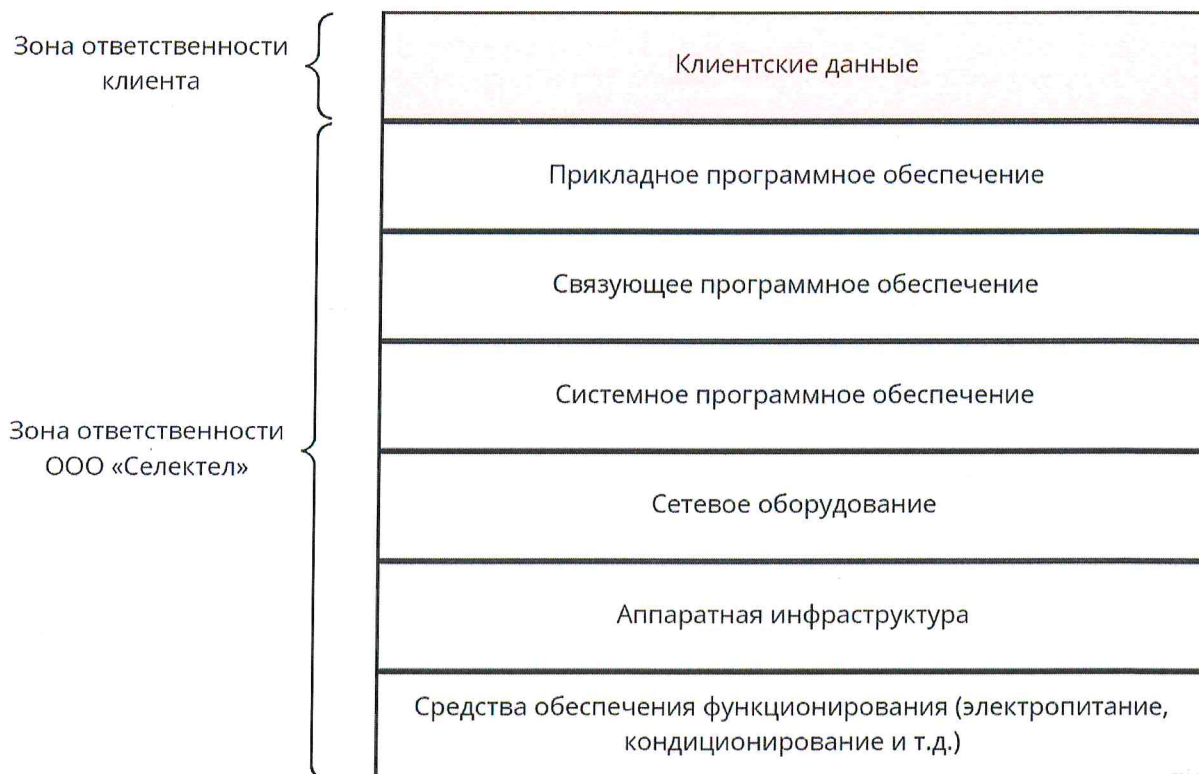 Зона ответственности
клиента
Клиентские данные
Прикладное программное обеспечение
Связующее программное обеспечение
Системное программное обеспечение
Зона ответственности
ООО «Селектел»
Сетевое оборудование
Аппаратная инфраструктура
Средства обеспечения функционирования (электропитание,
кондиционирование и т.д.)